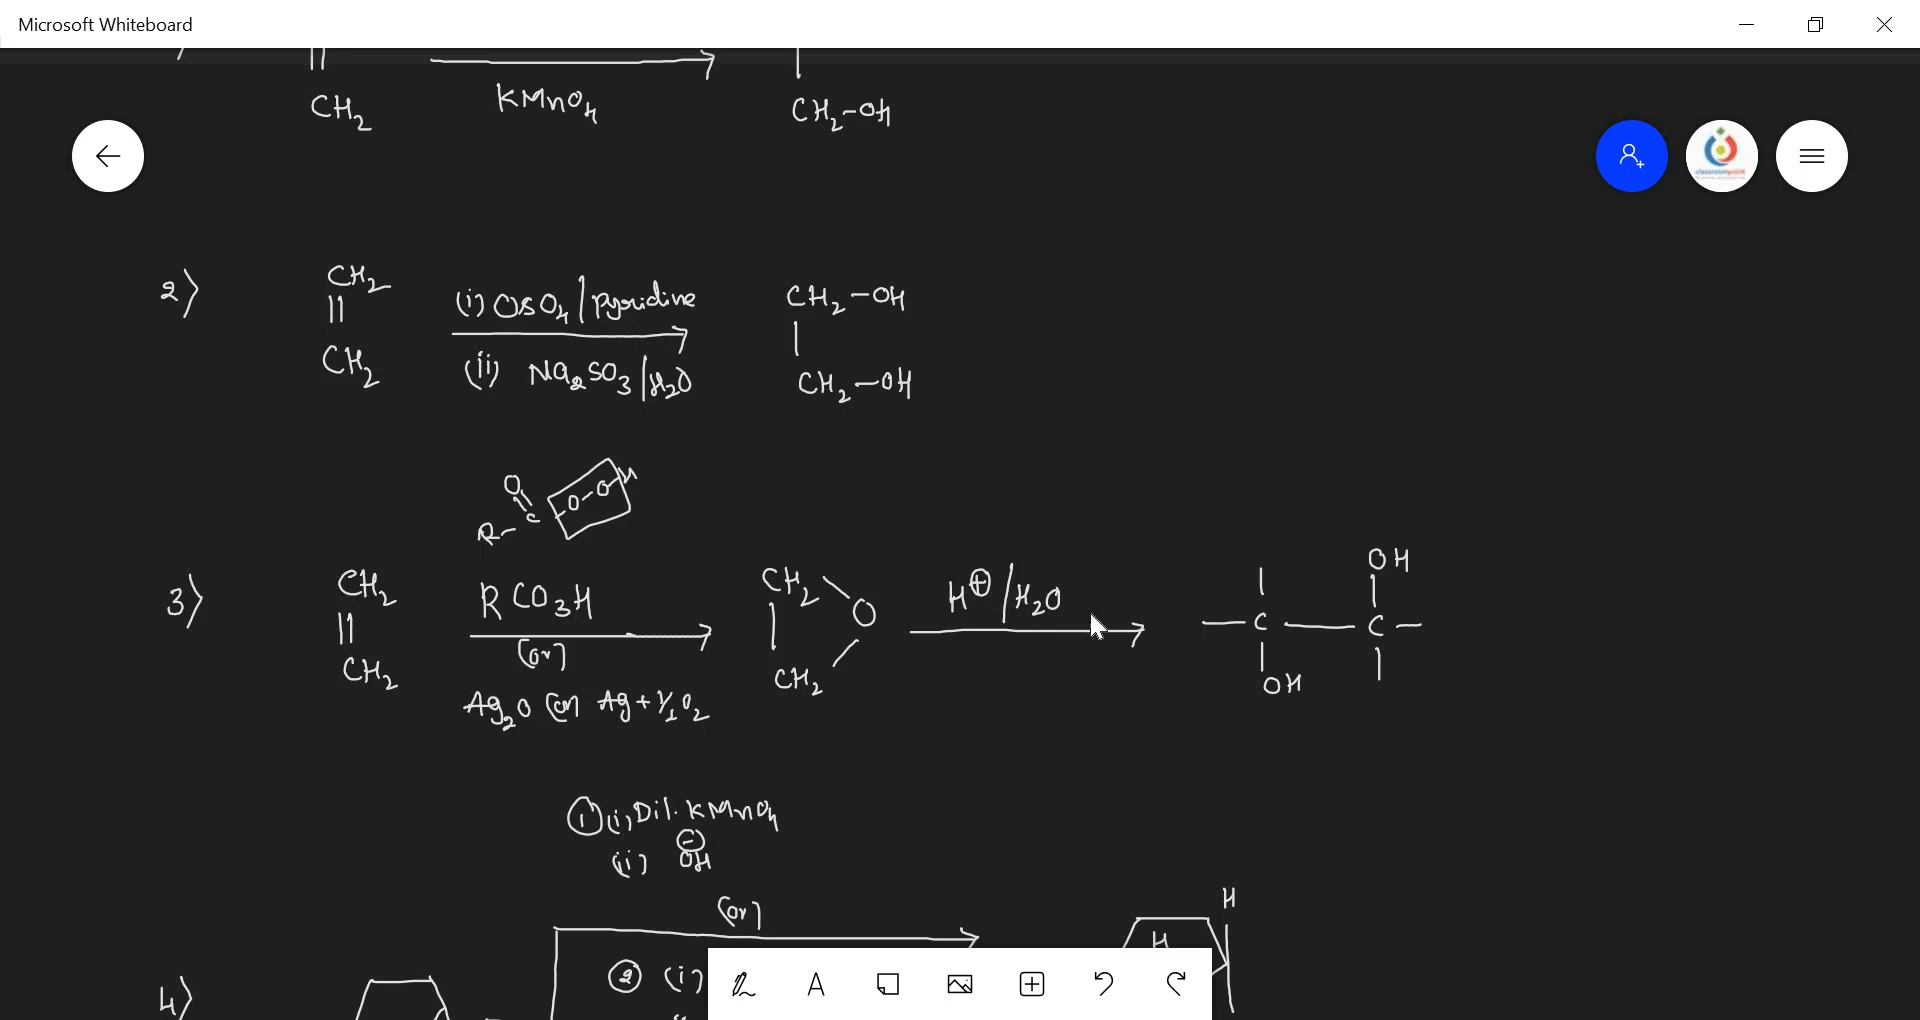 Microsoft Whiteboard
CH2 KMnO4 CH2-OH
classroompoint
2) CH2 (i) OsO4/Pyridine CH2-OH
CH2 (ii) Na2SO3/H2O CH2-OH
R-C(=O)-O-O-H
3) CH2 RCO3H CH2 O H⊕/H2O C C OH
CH2 (or) CH2 OH
Ag2O (or) Ag+1/2 O2
① (i) Dil. KMnO4
(ii) ⊖OH
(or) H
H
② (i)
4)